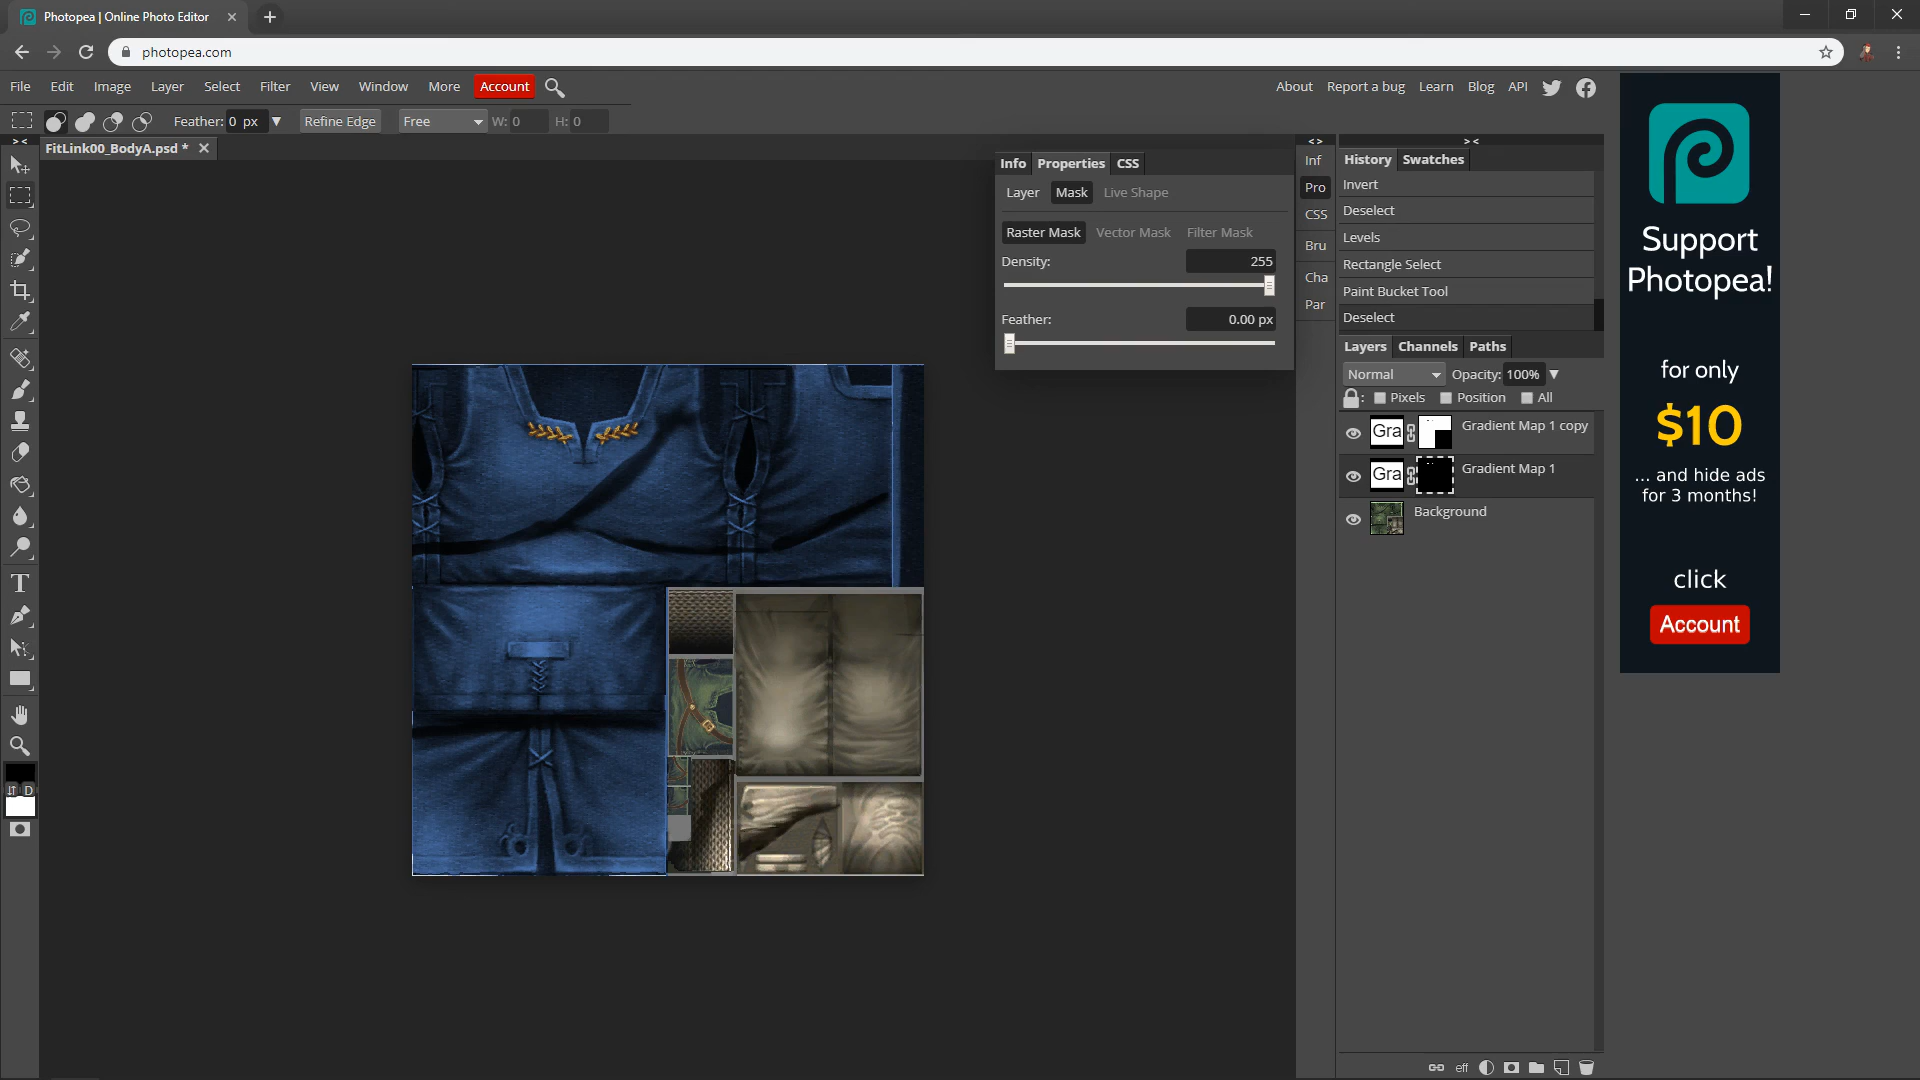 Photopea | Online Photo Editor
photopea.com
File Edit Image Layer Select Filter View Window More Account
About Report a bug Learn Blog API
Feather: 0 px Refine Edge Free W: 0 H: 0
FitLink00_BodyA.psd *
Info Properties CSS
Layer Mask Live Shape
Raster Mask Vector Mask Filter Mask
Density: 255
Feather: 0.00 px
Inf
Pro
CSS
Bru
Cha
Par
History Swatches
Invert
Deselect
Levels
Rectangle Select
Paint Bucket Tool
Deselect
Layers Channels Paths
Normal Opacity: 100%
: Pixels Position All
Gra Gradient Map 1 copy
Gra Gradient Map 1
Background
T
D
eff
Support
Photopea!
for only
$10
... and hide ads
for 3 months!
click
Account